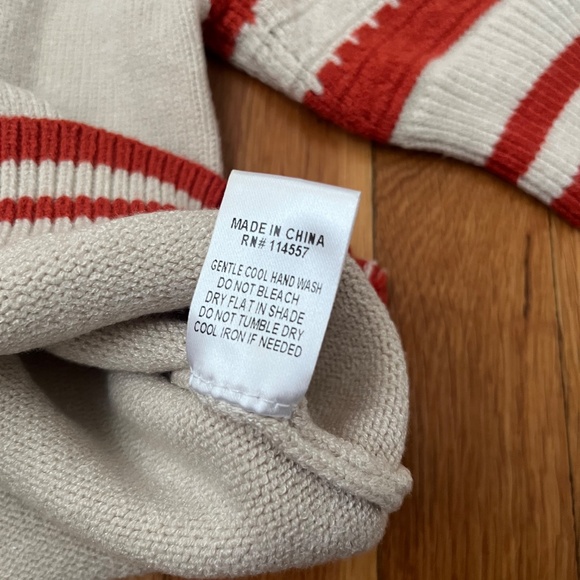 MADE IN CHINA
RN# 114557
GENTLE COOL HAND WASH
DO NOT BLEACH
DRY FLAT IN SHADE
DO NOT TUMBLE DRY
COOL IRON IF NEEDED